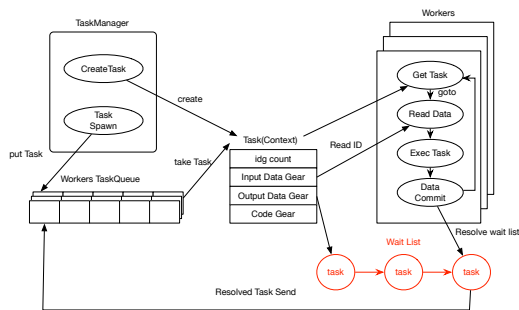 TaskManager
Workers
CreateTask
Get Task
create
goto
Task
Spawn
Read Data
Task(Context)
Read ID
put Task
take Task
idg count
Exec Task
Workers TaskQueue
Input Data Gear
Output Data Gear
Data
Commit
Code Gear
Resolve wait list
Wait List
task
task
task
Resolved Task Send